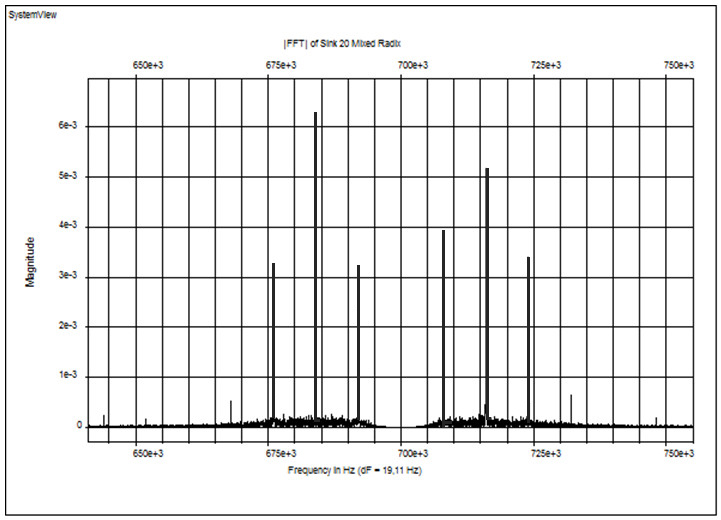 SystemView
|FFT| of Sink 20 Mixed Radix
650e+3 675e+3 700e+3 725e+3 750e+3
6e-3
5e-3
4e-3
3e-3
2e-3
1e-3
0
Magnitude
650e+3 675e+3 700e+3 725e+3 750e+3
Frequency in Hz (dF = 19,11 Hz)